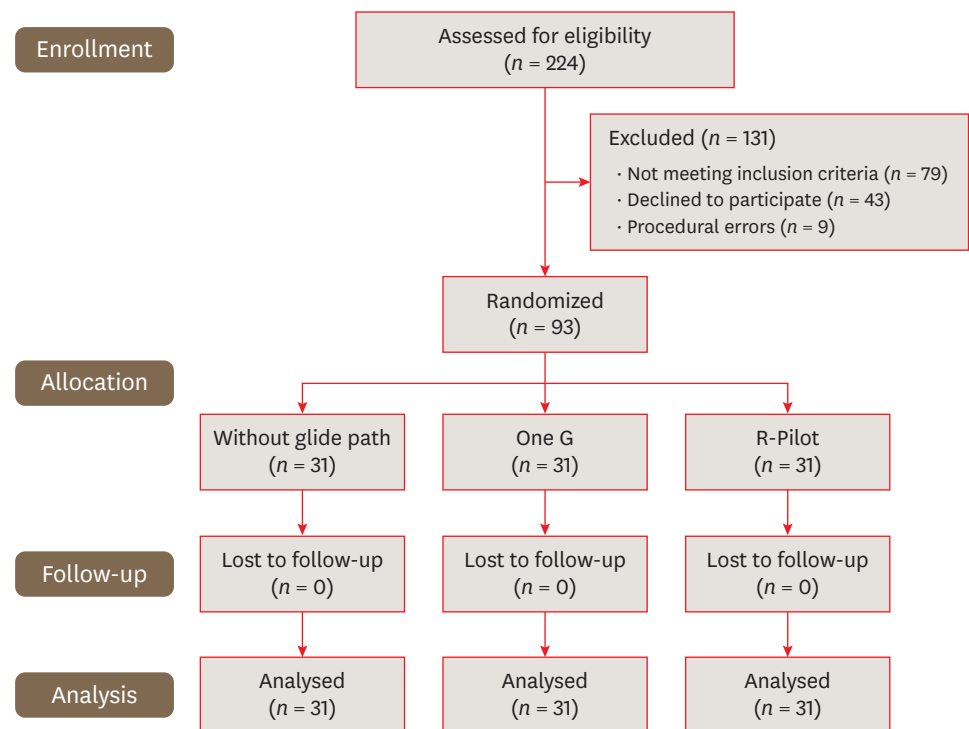 Enrollment
Assessed for eligibility
(n = 224)
Excluded (n = 131)
· Not meeting inclusion criteria (n = 79)
· Declined to participate (n = 43)
· Procedural errors (n = 9)
Randomized
(n = 93)
Allocation
Without glide path
(n = 31)
One G
(n = 31)
R-Pilot
(n = 31)
Follow-up
Lost to follow-up
(n = 0)
Lost to follow-up
(n = 0)
Lost to follow-up
(n = 0)
Analysis
Analysed
(n = 31)
Analysed
(n = 31)
Analysed
(n = 31)